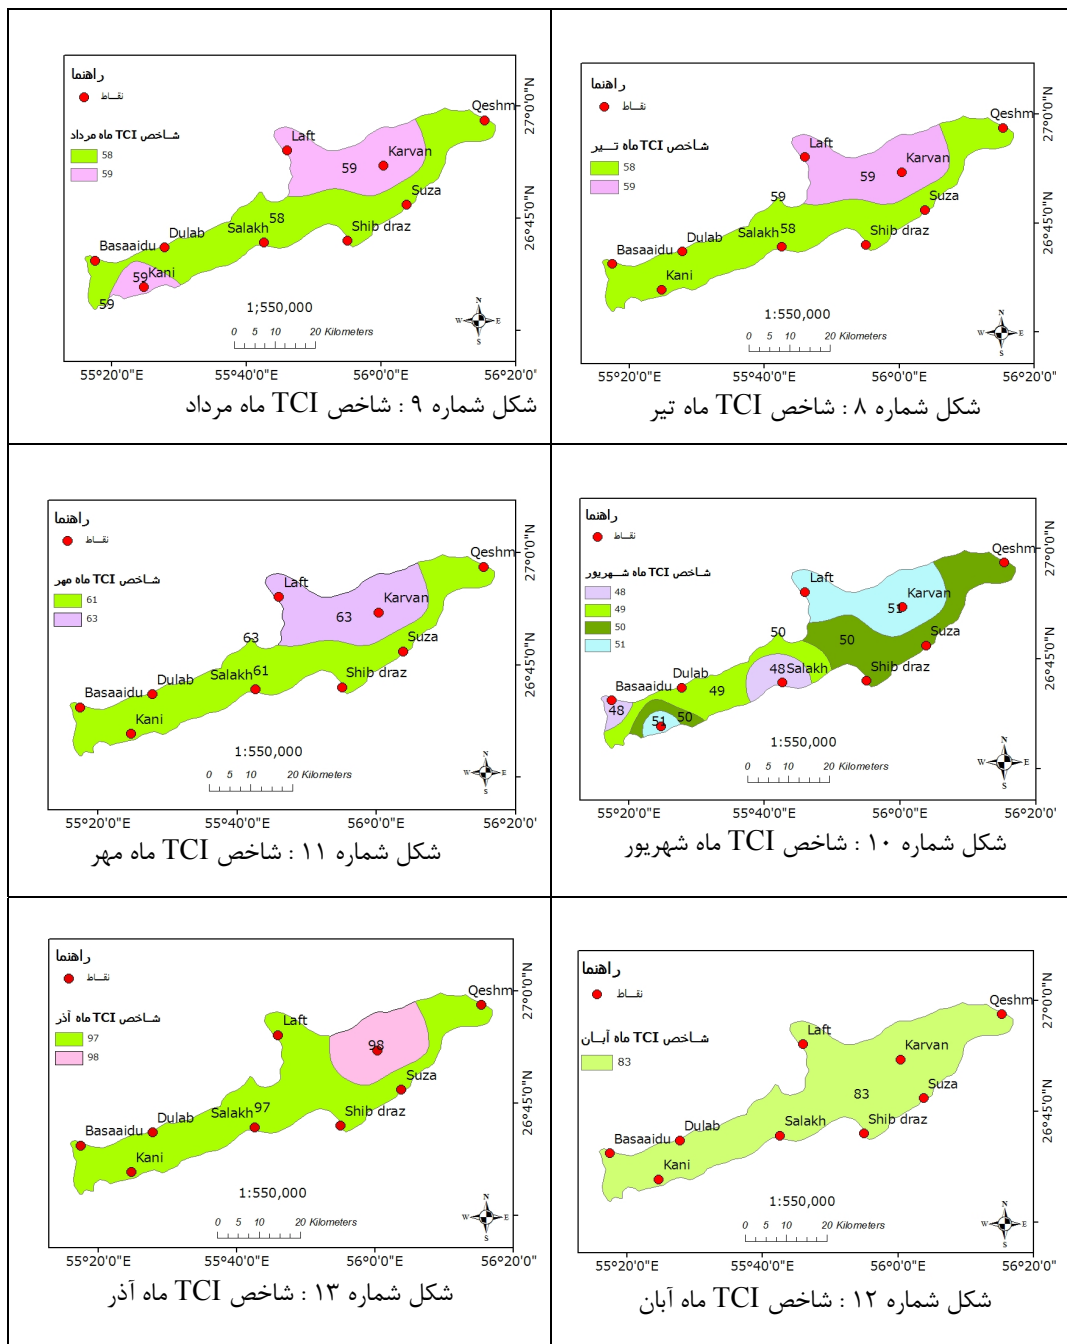 راهنما
نقـــاط
شــاخص TCI ماه تـــیر
58
59
Qeshm
Laft
Karvan
59
Suza
59
Salakh 58
Shib draz
Dulab
Basaaidu
Kani
1:550,000
0 5 10 20 Kilometers
N
W E
S
27°0'0"N
26°45'0"N
55°20'0"E 55°40'0"E 56°0'0"E 56°20'0"
شکل شماره ۸ : شاخص TCI ماه تیر
راهنما
نقـــاط
شــاخص TCI ماه مرداد
58
59
Qeshm
Laft
Karvan
59
Suza
58
Salakh
Shib draz
Dulab
Basaaidu
59 Kani
59
1:550,000
0 5 10 20 Kilometers
N
W E
S
27°0'0"N
26°45'0"N
55°20'0"E 55°40'0"E 56°0'0"E 56°20'0"
شکل شماره ۹ : شاخص TCI ماه مرداد
راهنما
نقـــاط
شــاخص TCI ماه شــهریور
48
49
50
51
Qeshm
Laft
Karvan
51
Suza
50
50
48 Salakh
Shib draz
Dulab
49
Basaaidu
48
51 50
1:550,000
0 5 10 20 Kilometers
N
W E
S
27°0'0"N
26°45'0"N
55°20'0"E 55°40'0"E 56°0'0"E 56°20'0"
شکل شماره ۱۰ : شاخص TCI ماه شهریور
راهنما
نقـــاط
شــاخص TCI ماه مهر
61
63
Qeshm
Laft
Karvan
63
Suza
63
Salakh 61
Shib draz
Dulab
Basaaidu
Kani
1:550,000
0 5 10 20 Kilometers
N
W E
S
27°0'0"N
26°45'0"N
55°20'0"E 55°40'0"E 56°0'0"E 56°20'0"
شکل شماره ۱۱ : شاخص TCI ماه مهر
راهنما
نقـــاط
شــاخص TCI ماه آبــان
83
Qeshm
Laft
Karvan
Suza
83
Salakh
Shib draz
Dulab
Basaaidu
Kani
1:550,000
0 5 10 20 Kilometers
N
W E
S
27°0'0"N
26°45'0"N
55°20'0"E 55°40'0"E 56°0'0"E 56°20'0"
شکل شماره ۱۲ : شاخص TCI ماه آبان
راهنما
نقـــاط
شــاخص TCI ماه آذر
97
98
Qeshm
Laft
98
Suza
Salakh 97
Shib draz
Dulab
Basaaidu
Kani
1:550,000
0 5 10 20 Kilometers
N
W E
S
27°0'0"N
26°45'0"N
55°20'0"E 55°40'0"E 56°0'0"E 56°20'0"
شکل شماره ۱۳ : شاخص TCI ماه آذر